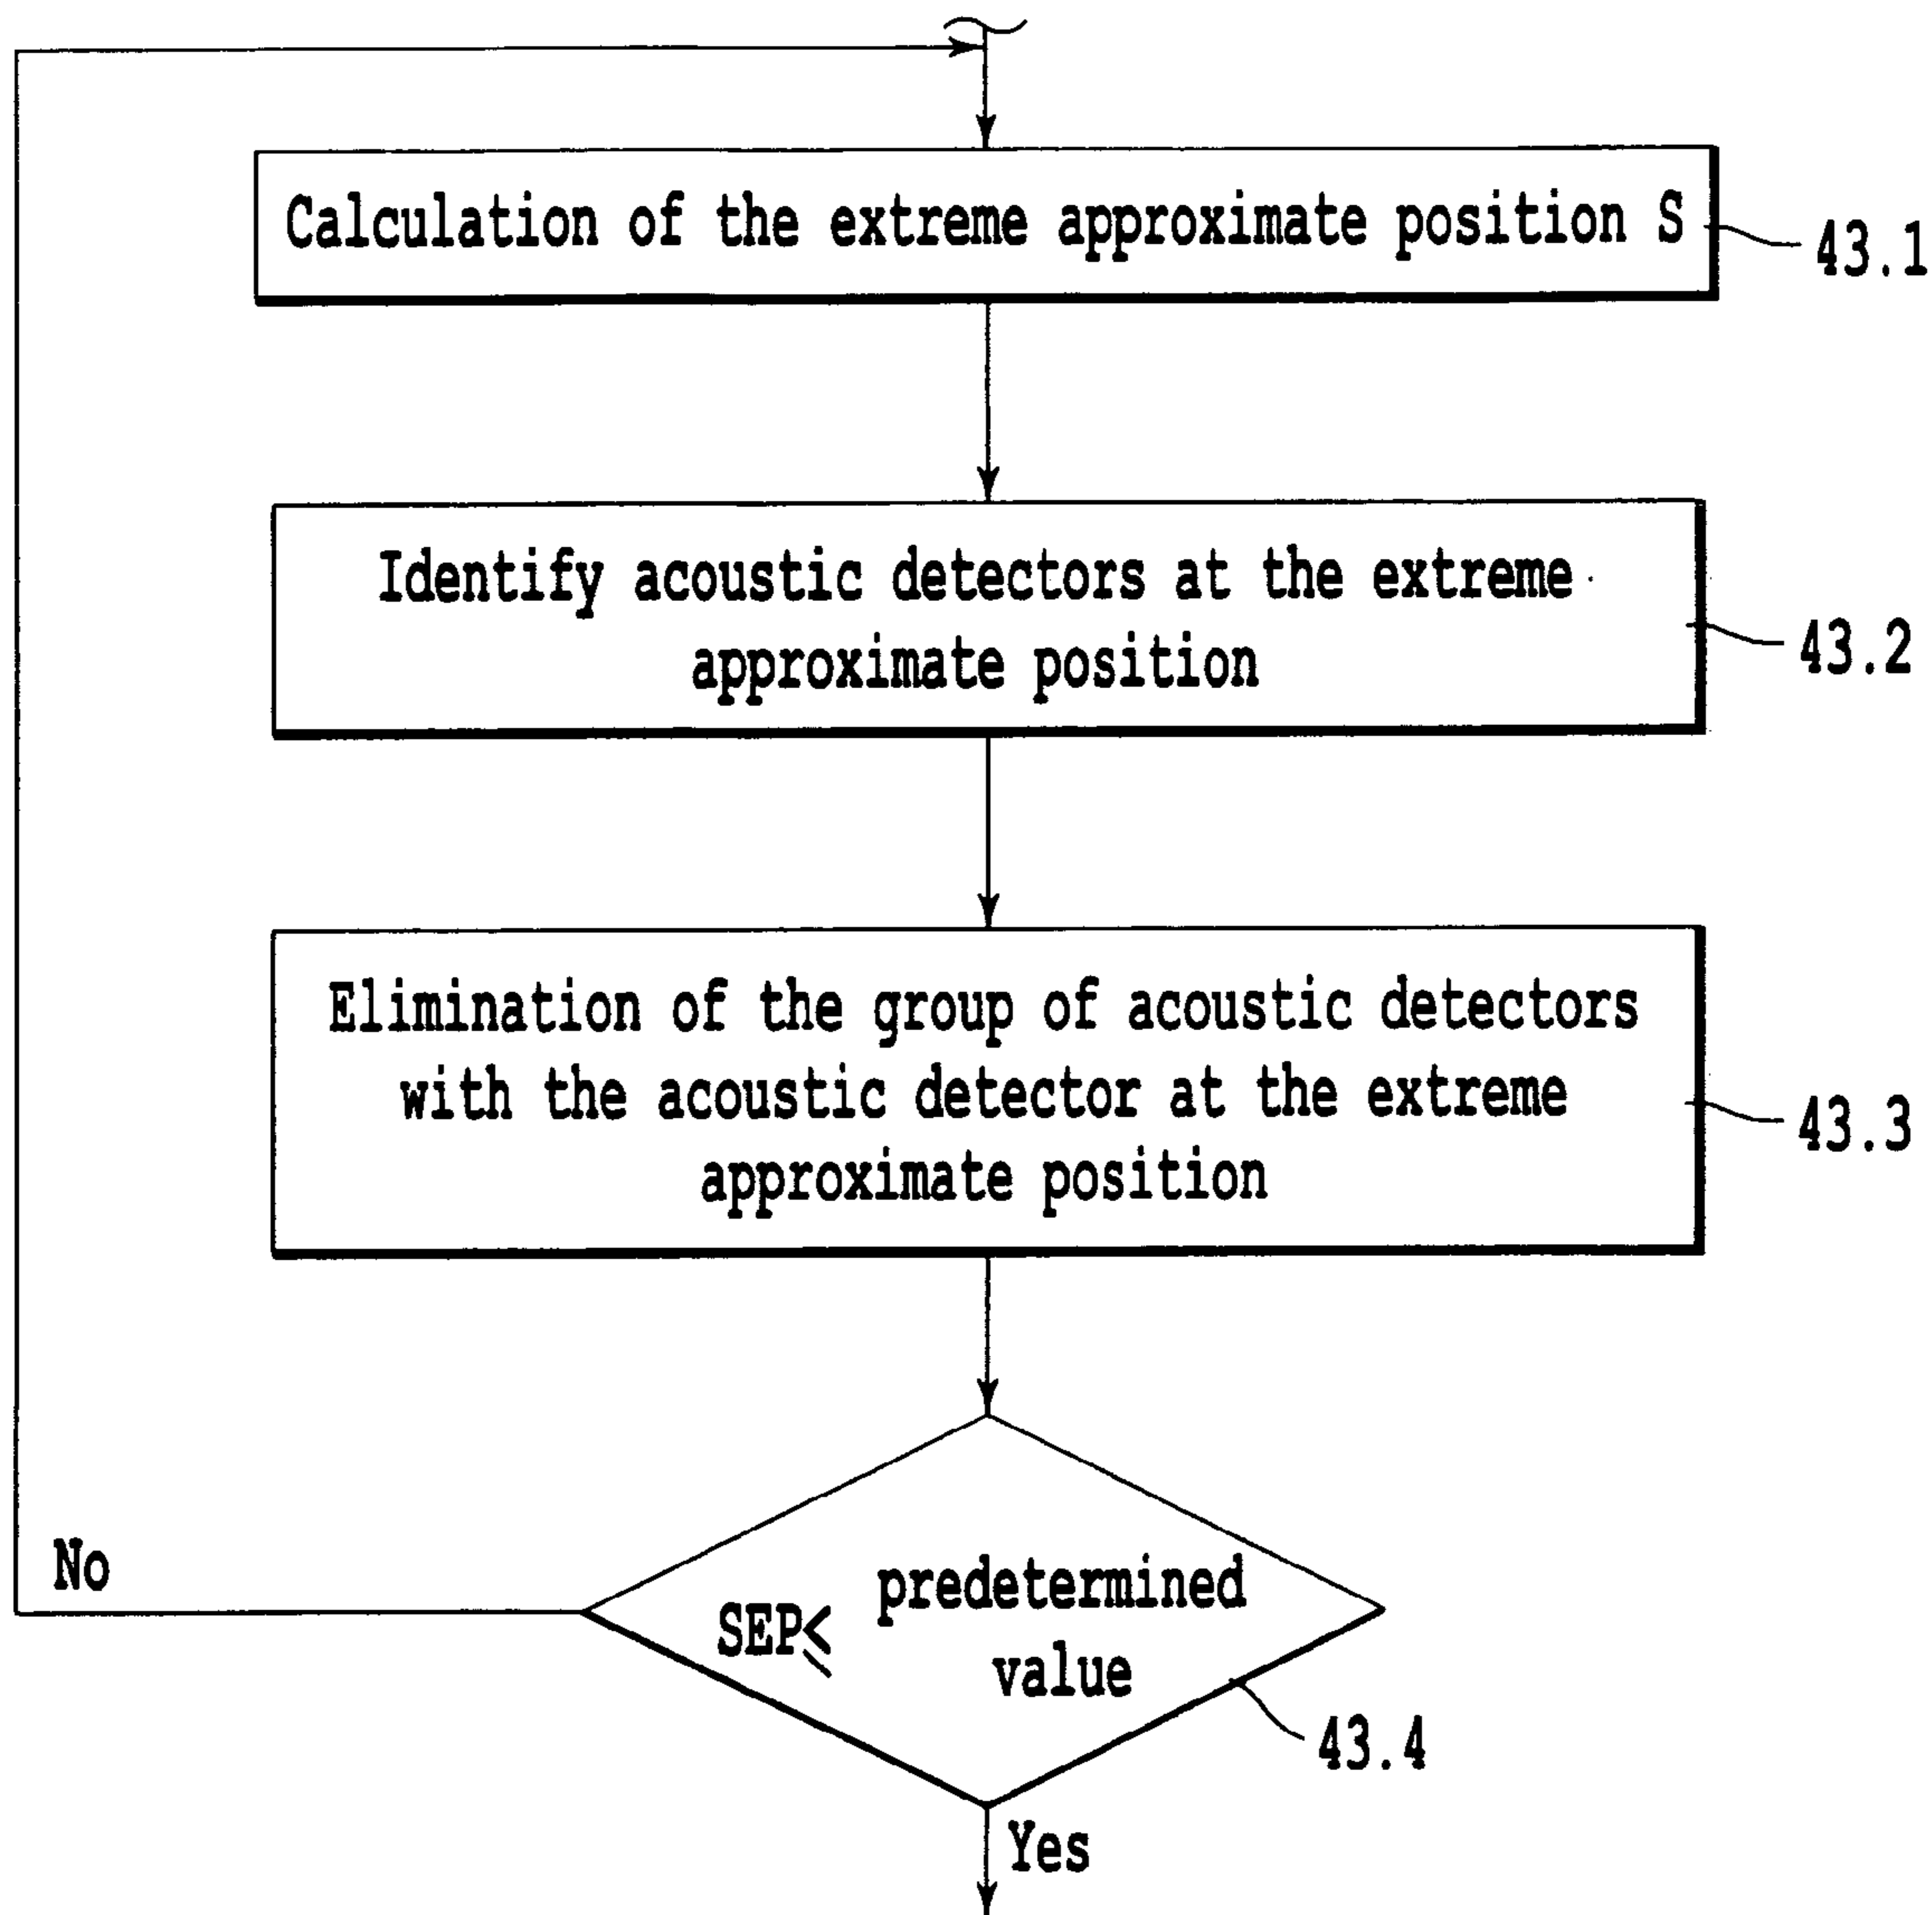 Calculation of the extreme approximate position S
43.1
Identify acoustic detectors at the extreme
approximate position
43.2
Elimination of the group of acoustic detectors
with the acoustic detector at the extreme
approximate position
43.3
No
SEP≤
predetermined
value
43.4
Yes